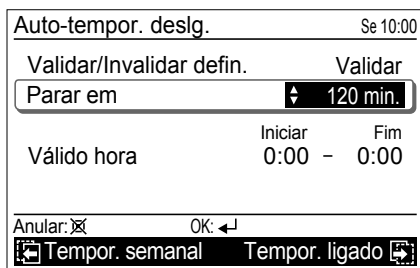 Auto-tempor. deslg. Se 10:00
Validar/Invalidar defin. Validar
Parar em 120 min.
Iniciar Fim
Válido hora 0:00 – 0:00
Anular: OK:
Tempor. semanal Tempor. ligado